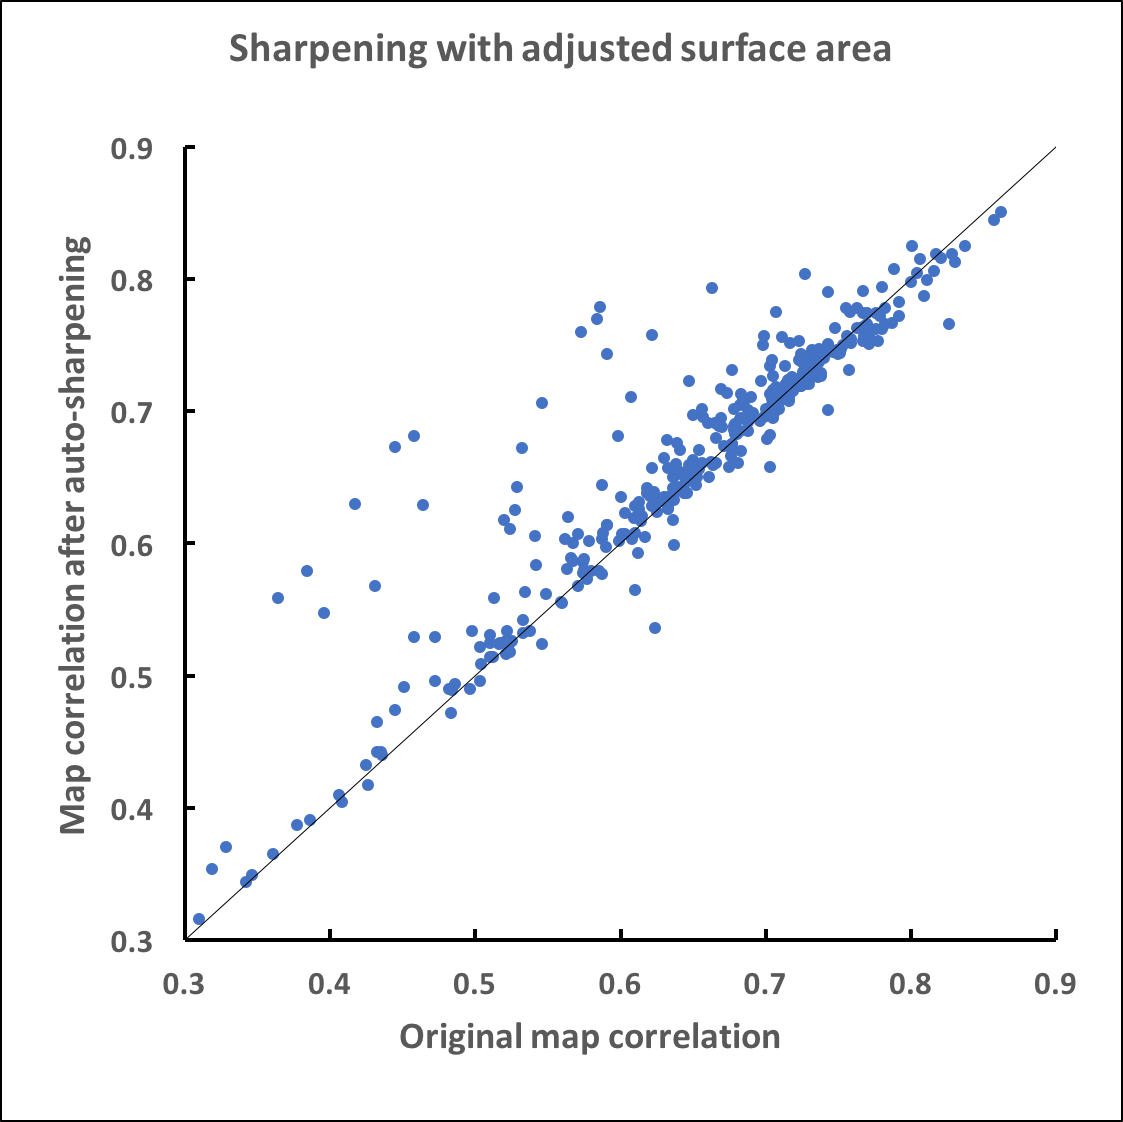 Sharpening with adjusted surface area
0.9
0.8
0.7
0.6
0.5
0.4
0.3
Map correlation after auto-sharpening
0.3 0.4 0.5 0.6 0.7 0.8 0.9
Original map correlation